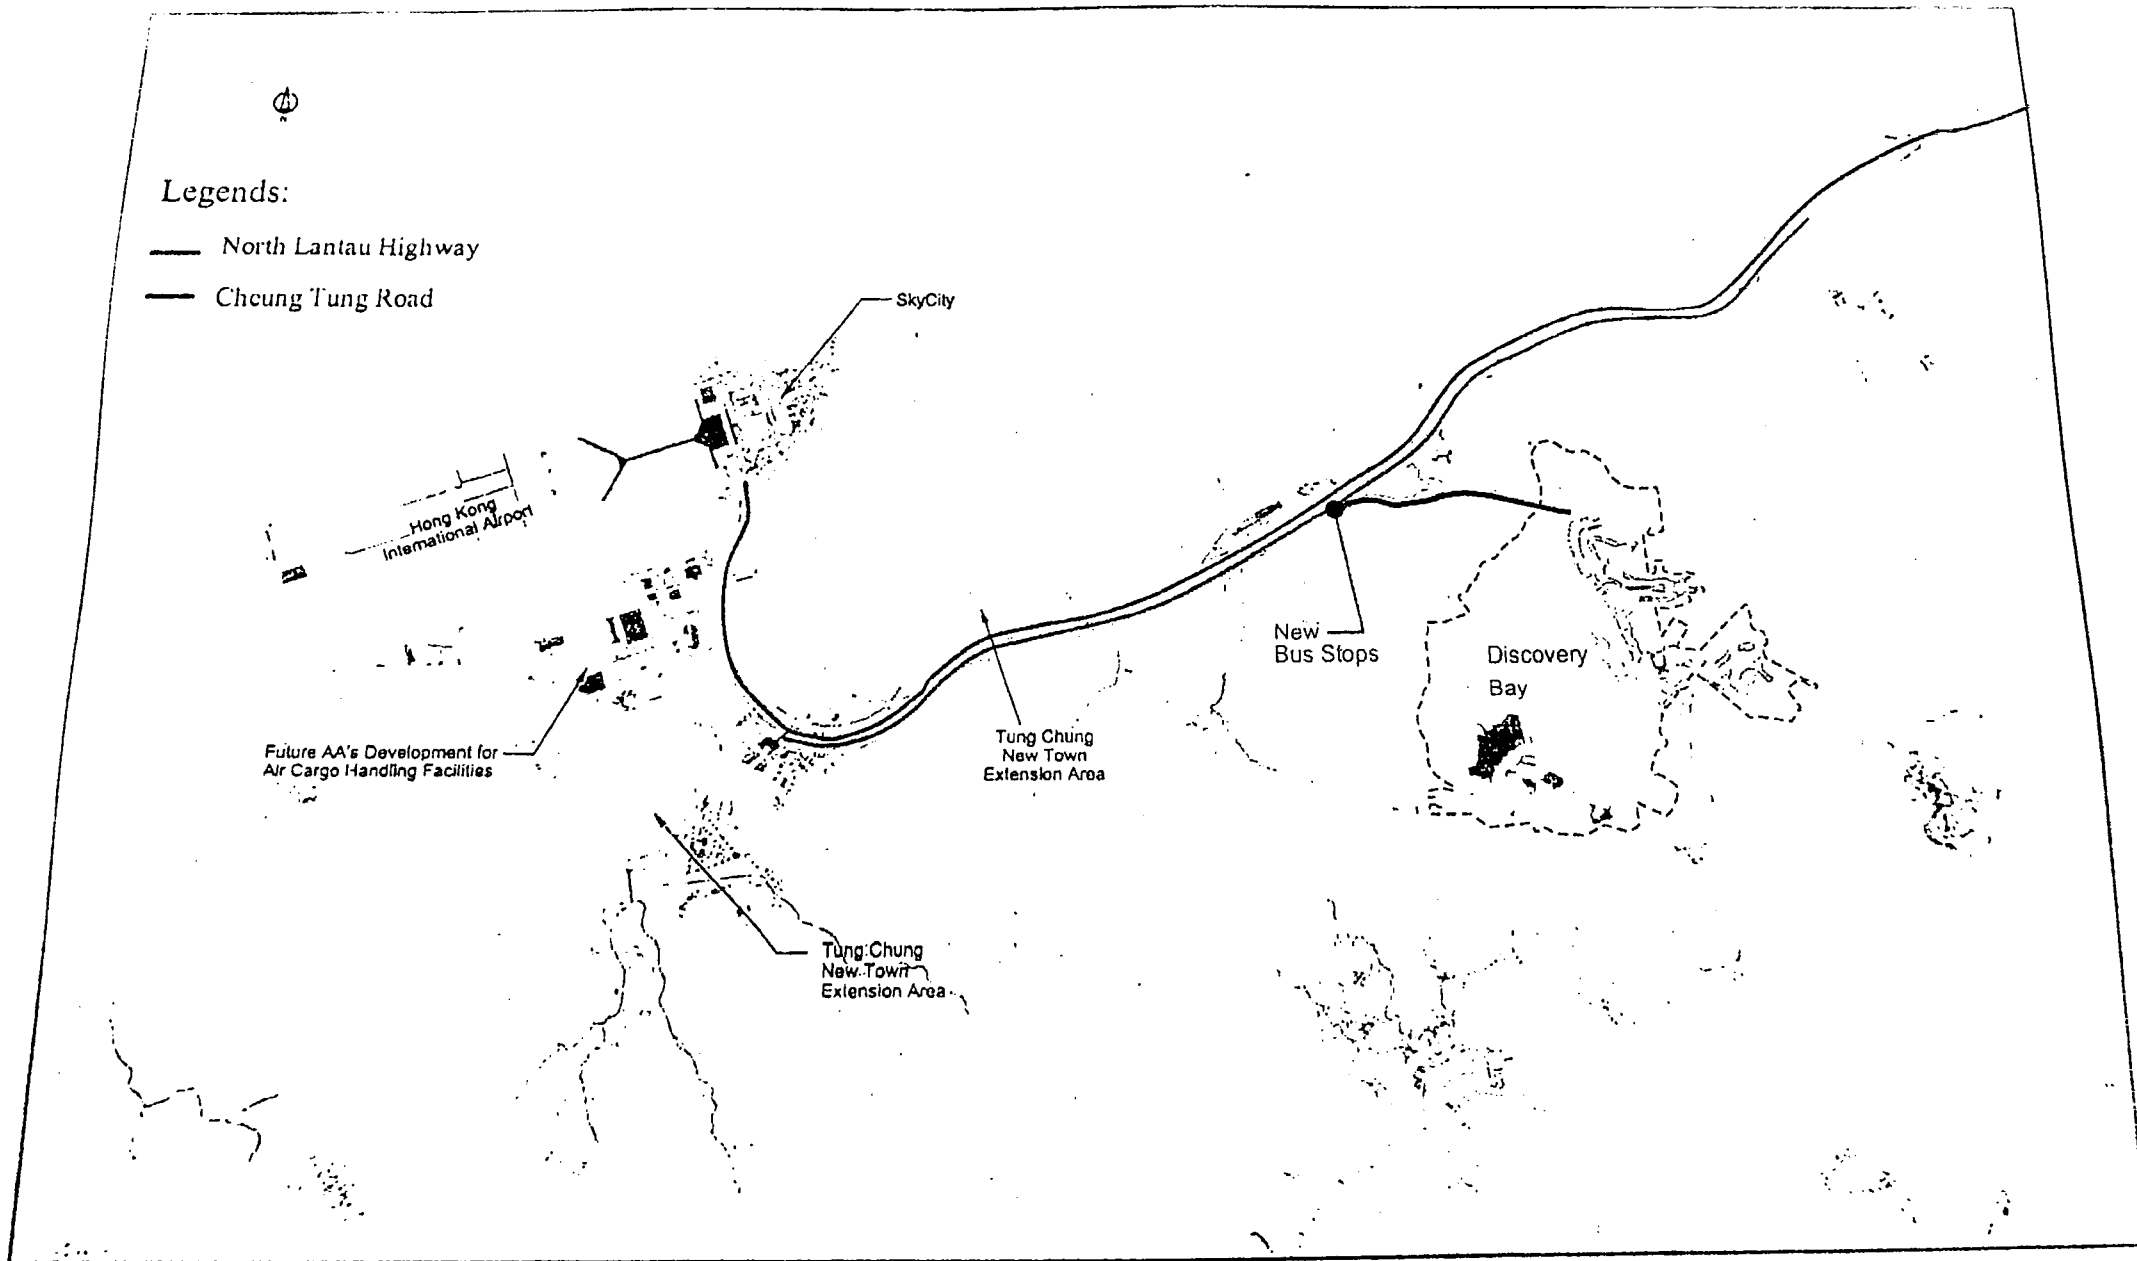 N
Legends:
North Lantau Highway
Cheung Tung Road
SkyCity
Hong Kong
International Airport
New
Bus Stops
Discovery
Bay
Tung Chung
New Town
Extension Area
Future AA's Development for
Air Cargo Handling Facilities
Tung Chung
New Town
Extension Area